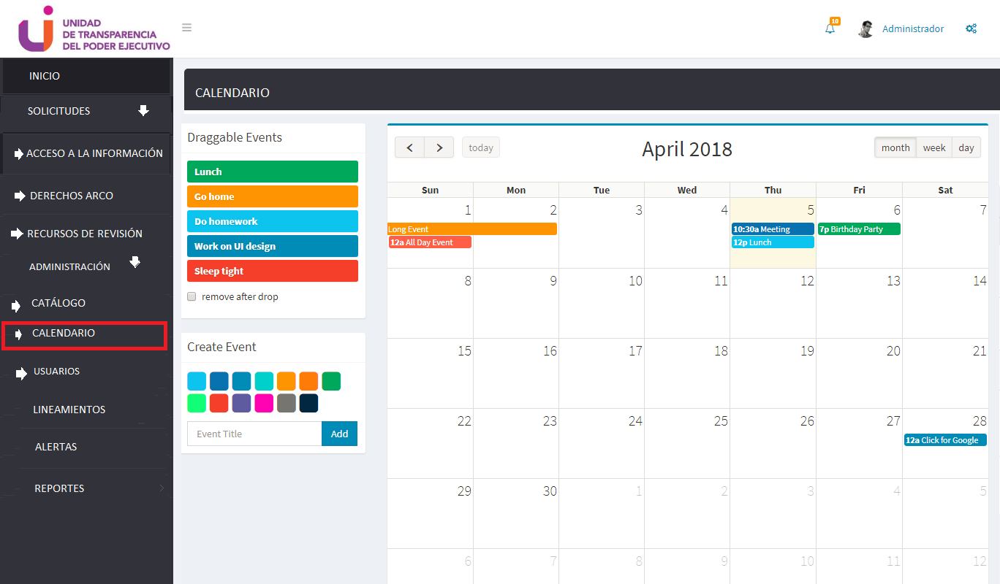 UNIDAD
DE TRANSPARENCIA
DEL PODER EJECUTIVO
10
Administrador
INICIO
SOLICITUDES
ACCESO A LA INFORMACIÓN
DERECHOS ARCO
RECURSOS DE REVISIÓN
ADMINISTRACIÓN
CATÁLOGO
CALENDARIO
USUARIOS
LINEAMIENTOS
ALERTAS
REPORTES
CALENDARIO
Draggable Events
Lunch
Go home
Do homework
Work on UI design
Sleep tight
remove after drop
Create Event
Event Title Add
today April 2018 month week day
Sun Mon Tue Wed Thu Fri Sat
1 2 3 4 5 6 7
Long Event 10:30a Meeting 7p Birthday Party
12a All Day Event 12p Lunch
8 9 10 11 12 13 14
15 16 17 18 19 20 21
22 23 24 25 26 27 28
12a Click for Google
29 30 1 2 3 4 5
6 7 8 9 10 11 12